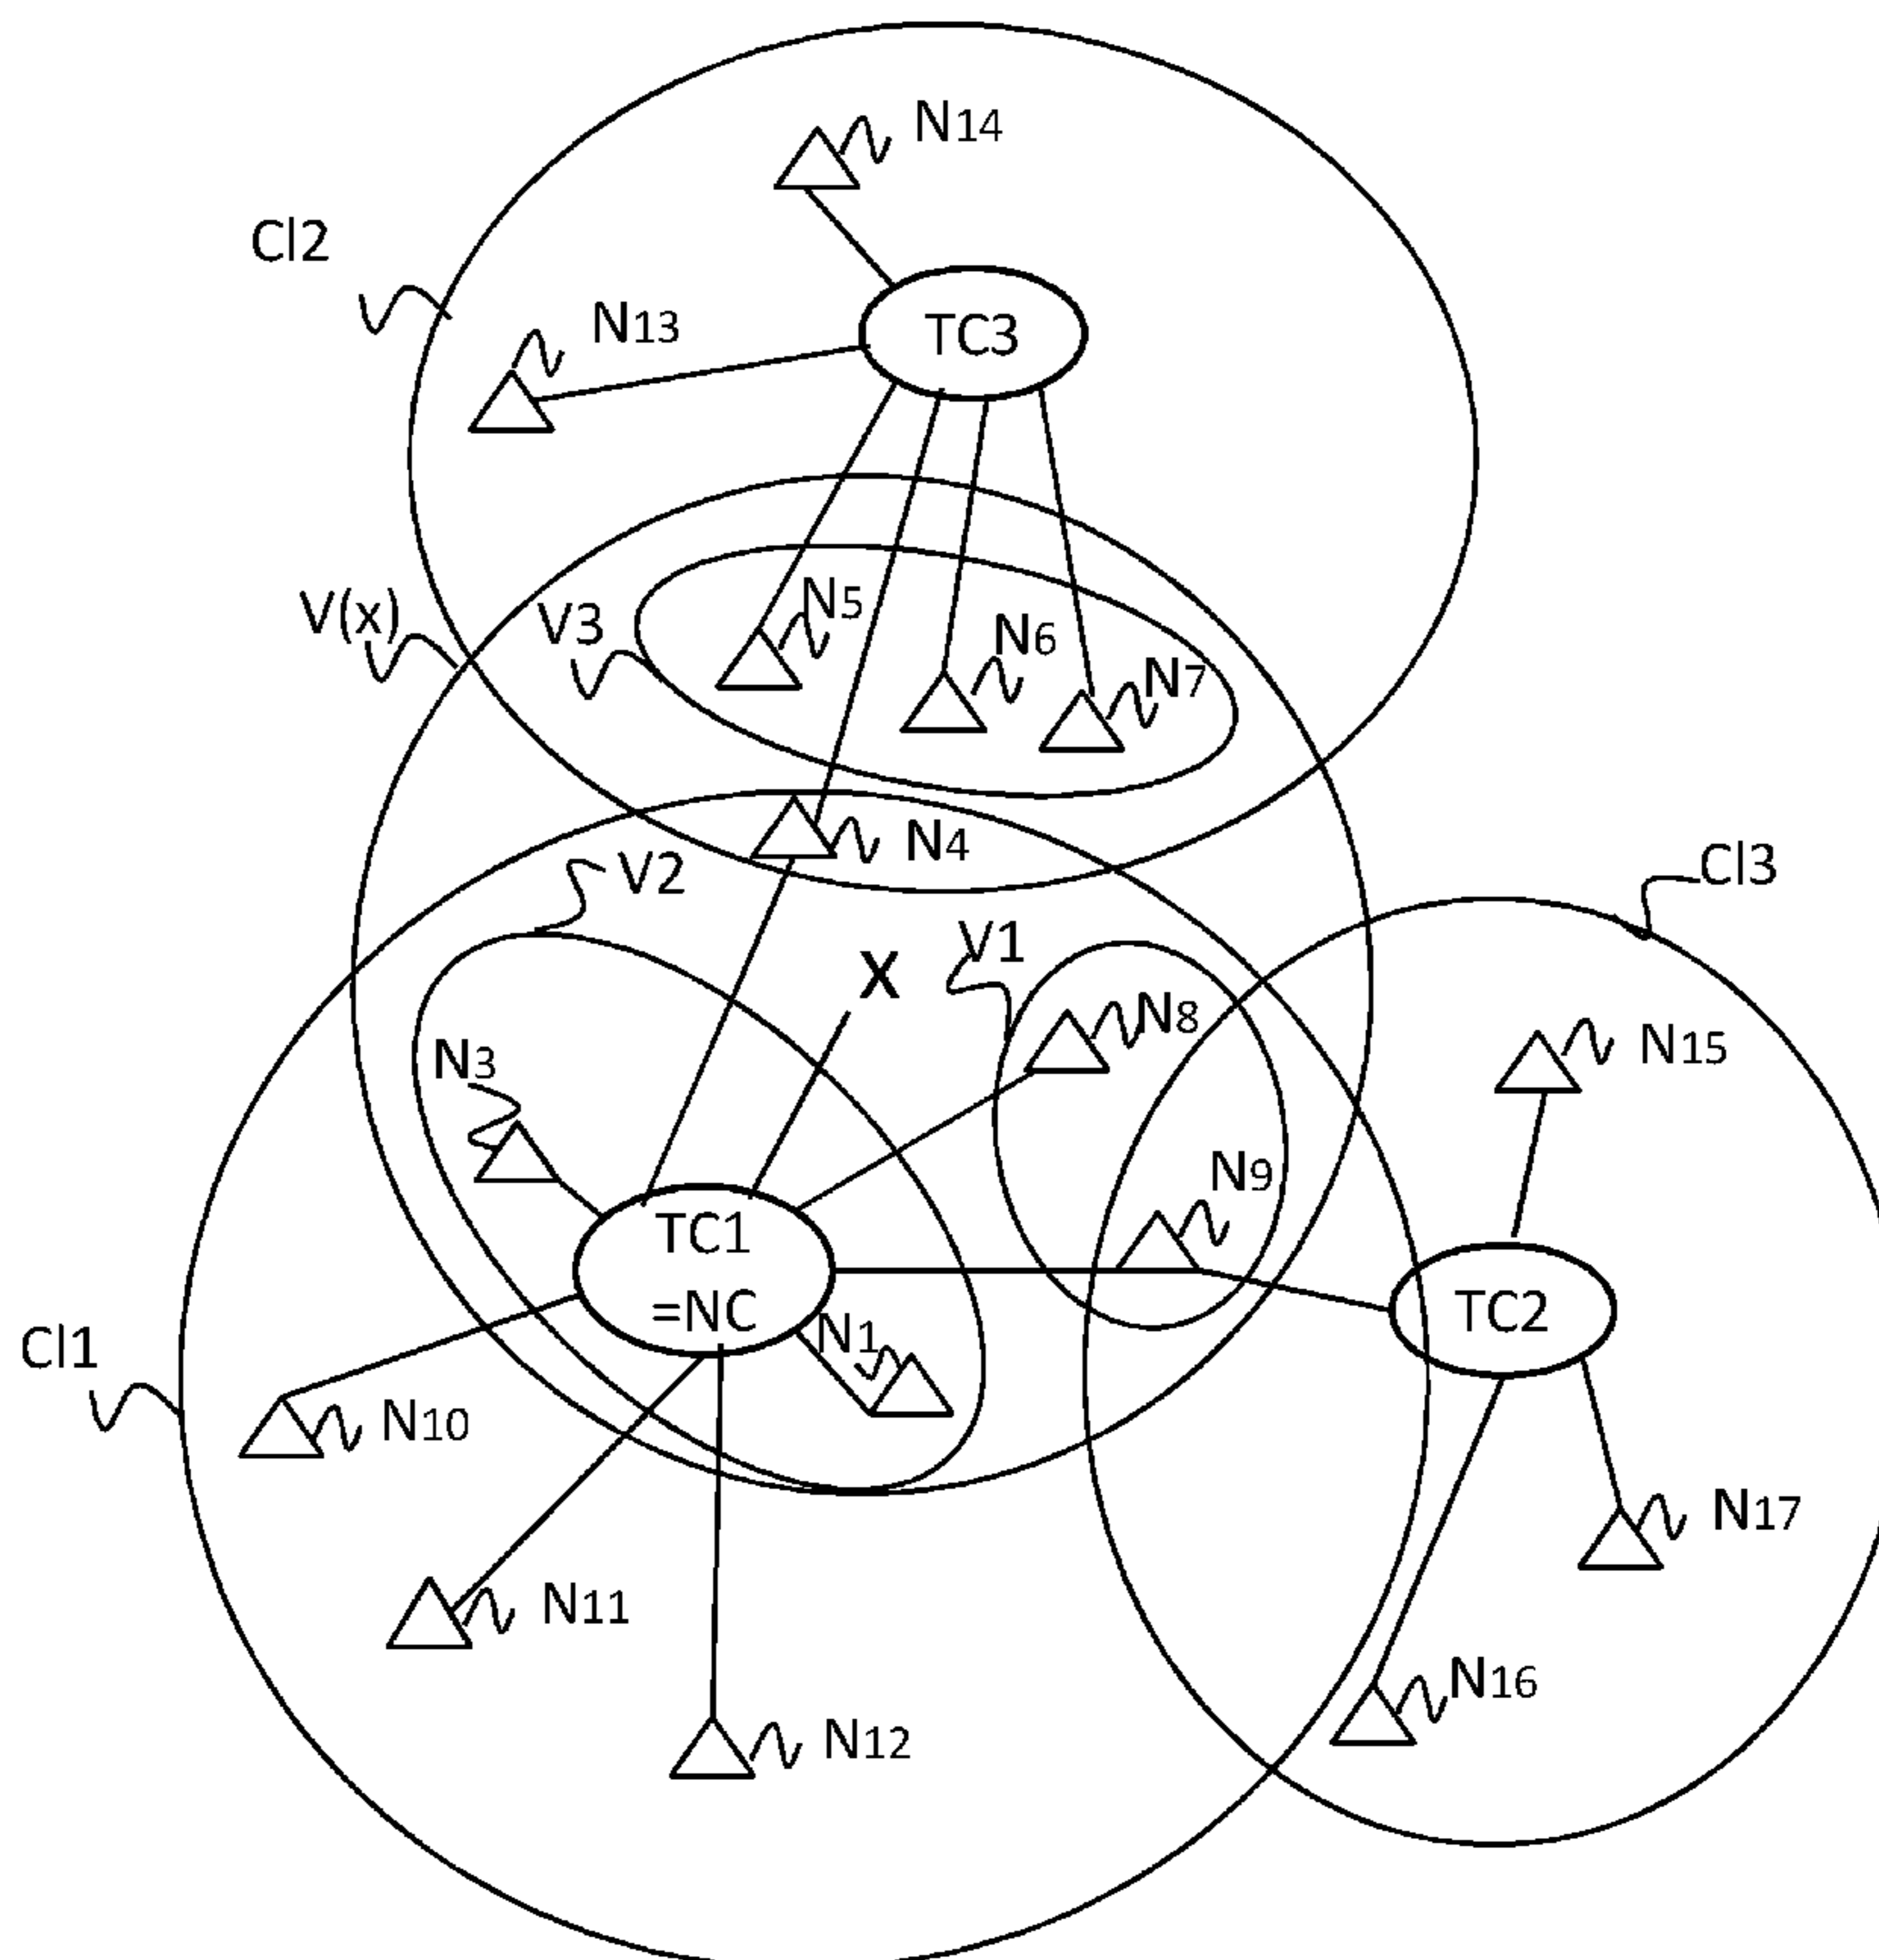 N14
Cl2
N13
TC3
V(x)
V3
N5
N6
N7
N4
V2
Cl3
V1
X
N8
N3
N15
N9
TC1
=NC
TC2
N1
Cl1
N10
N17
N11
N16
N12